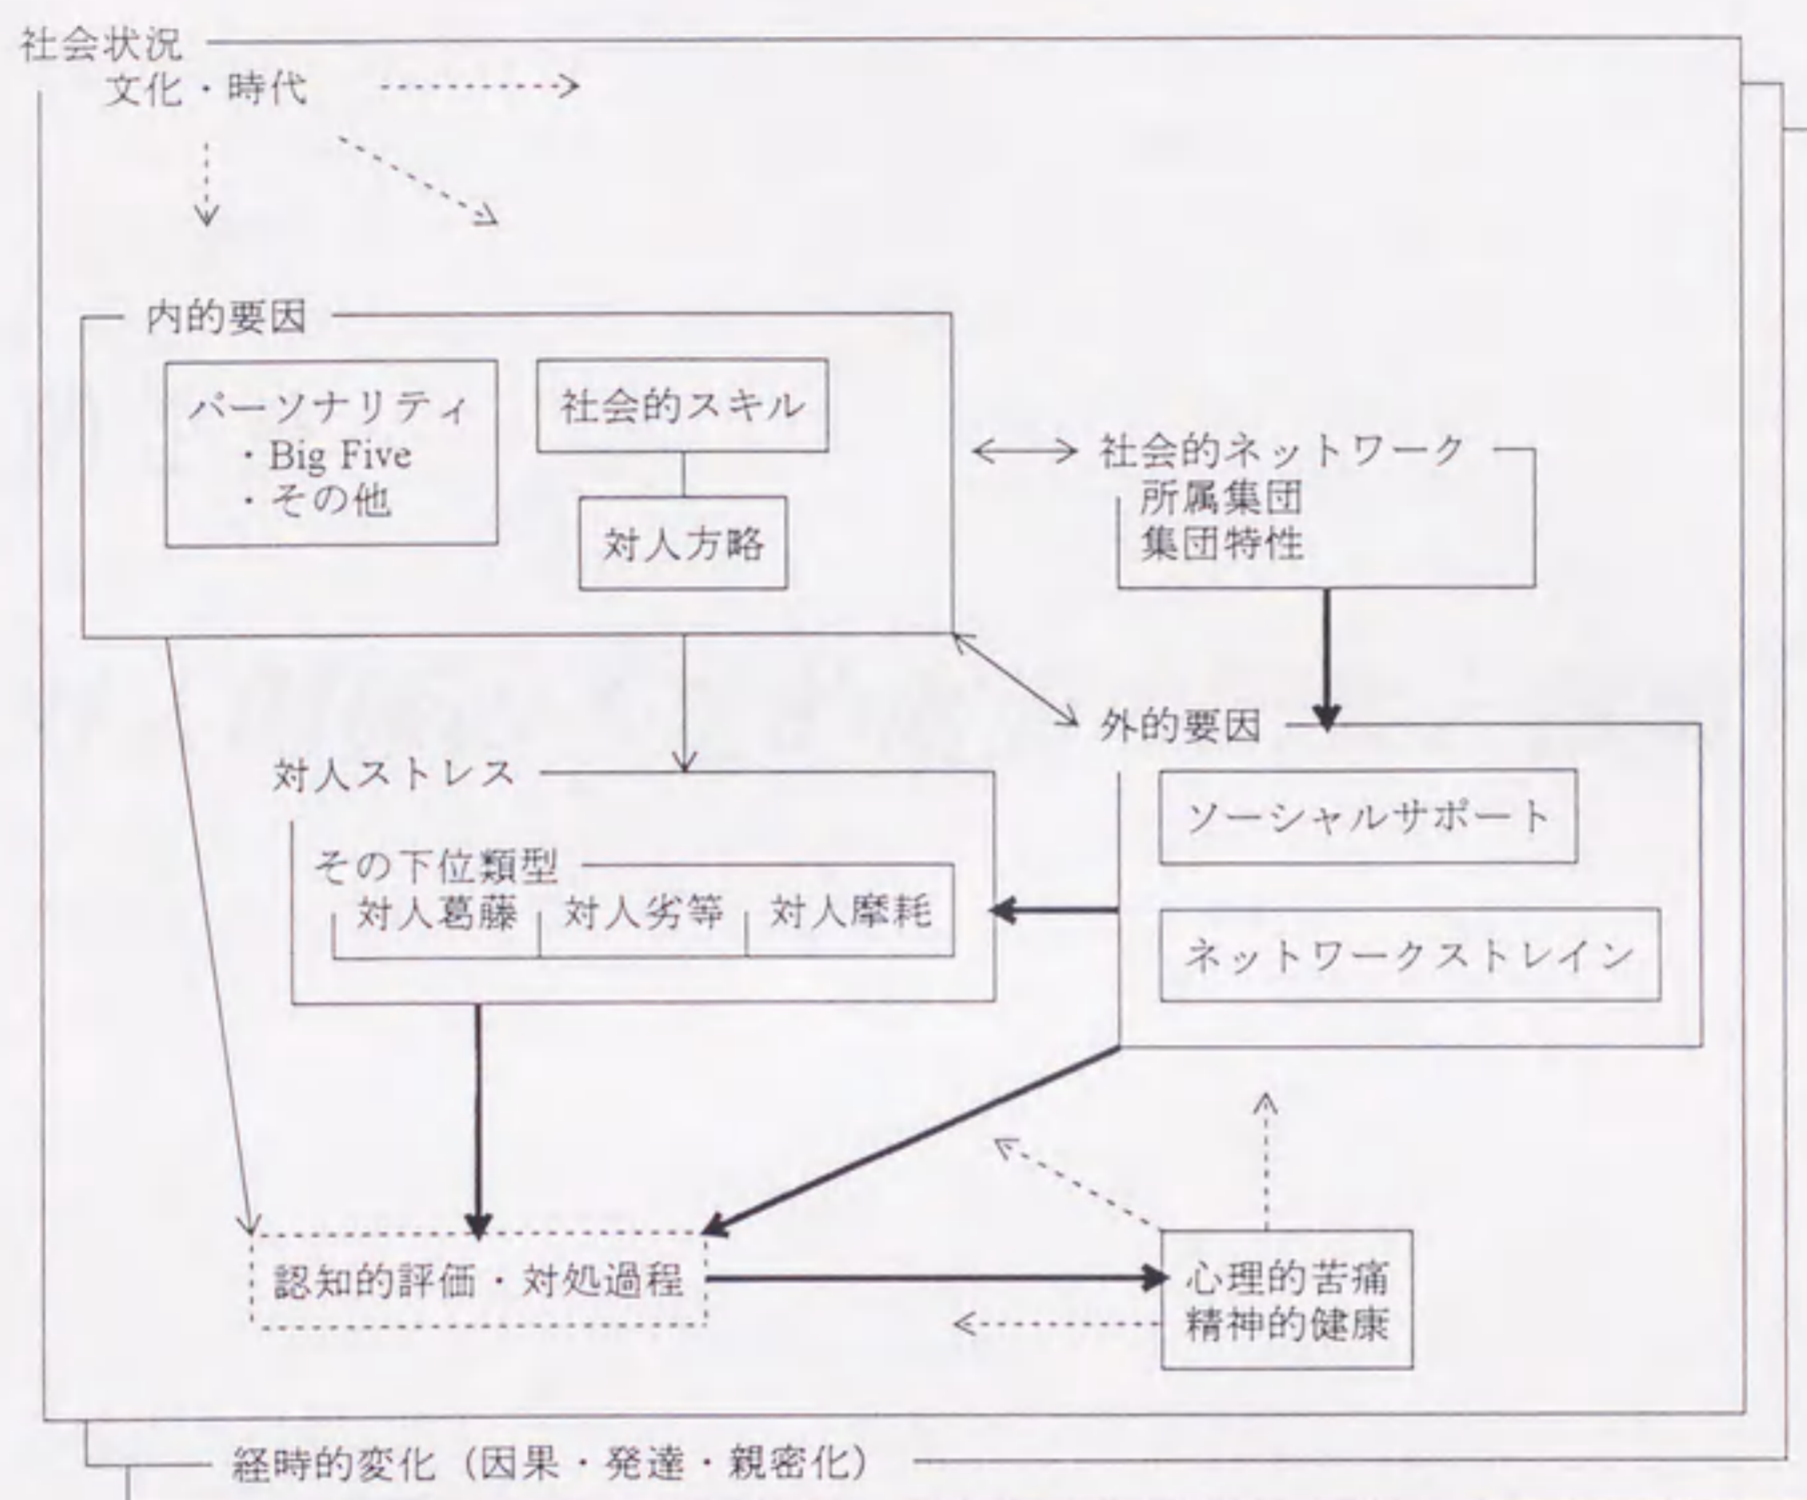 社会状況
文化・時代
内的要因
パーソナリティ
・Big Five
・その他
社会的スキル
対人方略
社会的ネットワーク
所属集団
集団特性
外的要因
ソーシャルサポート
ネットワークストレイン
対人ストレス
その下位類型
対人葛藤
対人劣等
対人摩耗
認知的評価・対処過程
心理的苦痛
精神的健康
経時的変化（因果・発達・親密化）